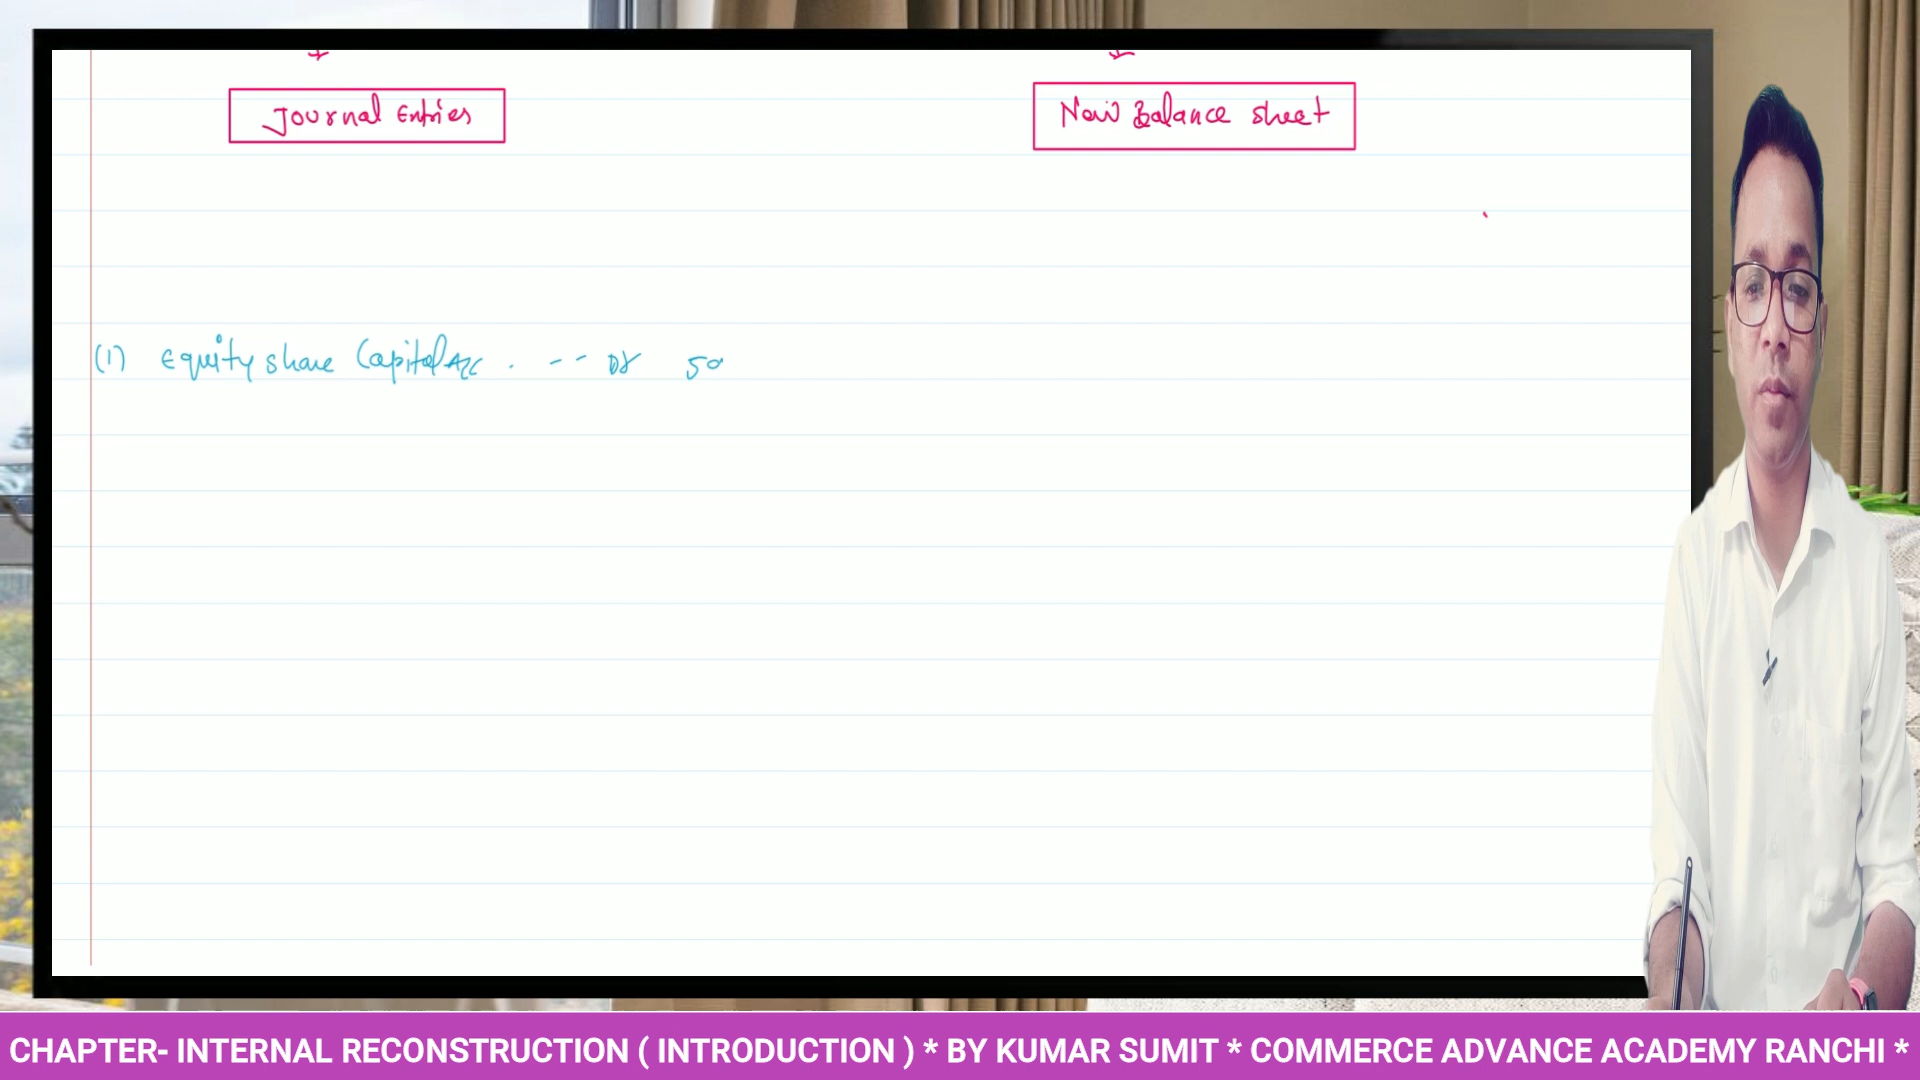 Journal Entries
New Balance sheet
(1) Equity share Capital A/c . -- Dr 50
CHAPTER- INTERNAL RECONSTRUCTION ( INTRODUCTION ) * BY KUMAR SUMIT * COMMERCE ADVANCE ACADEMY RANCHI *